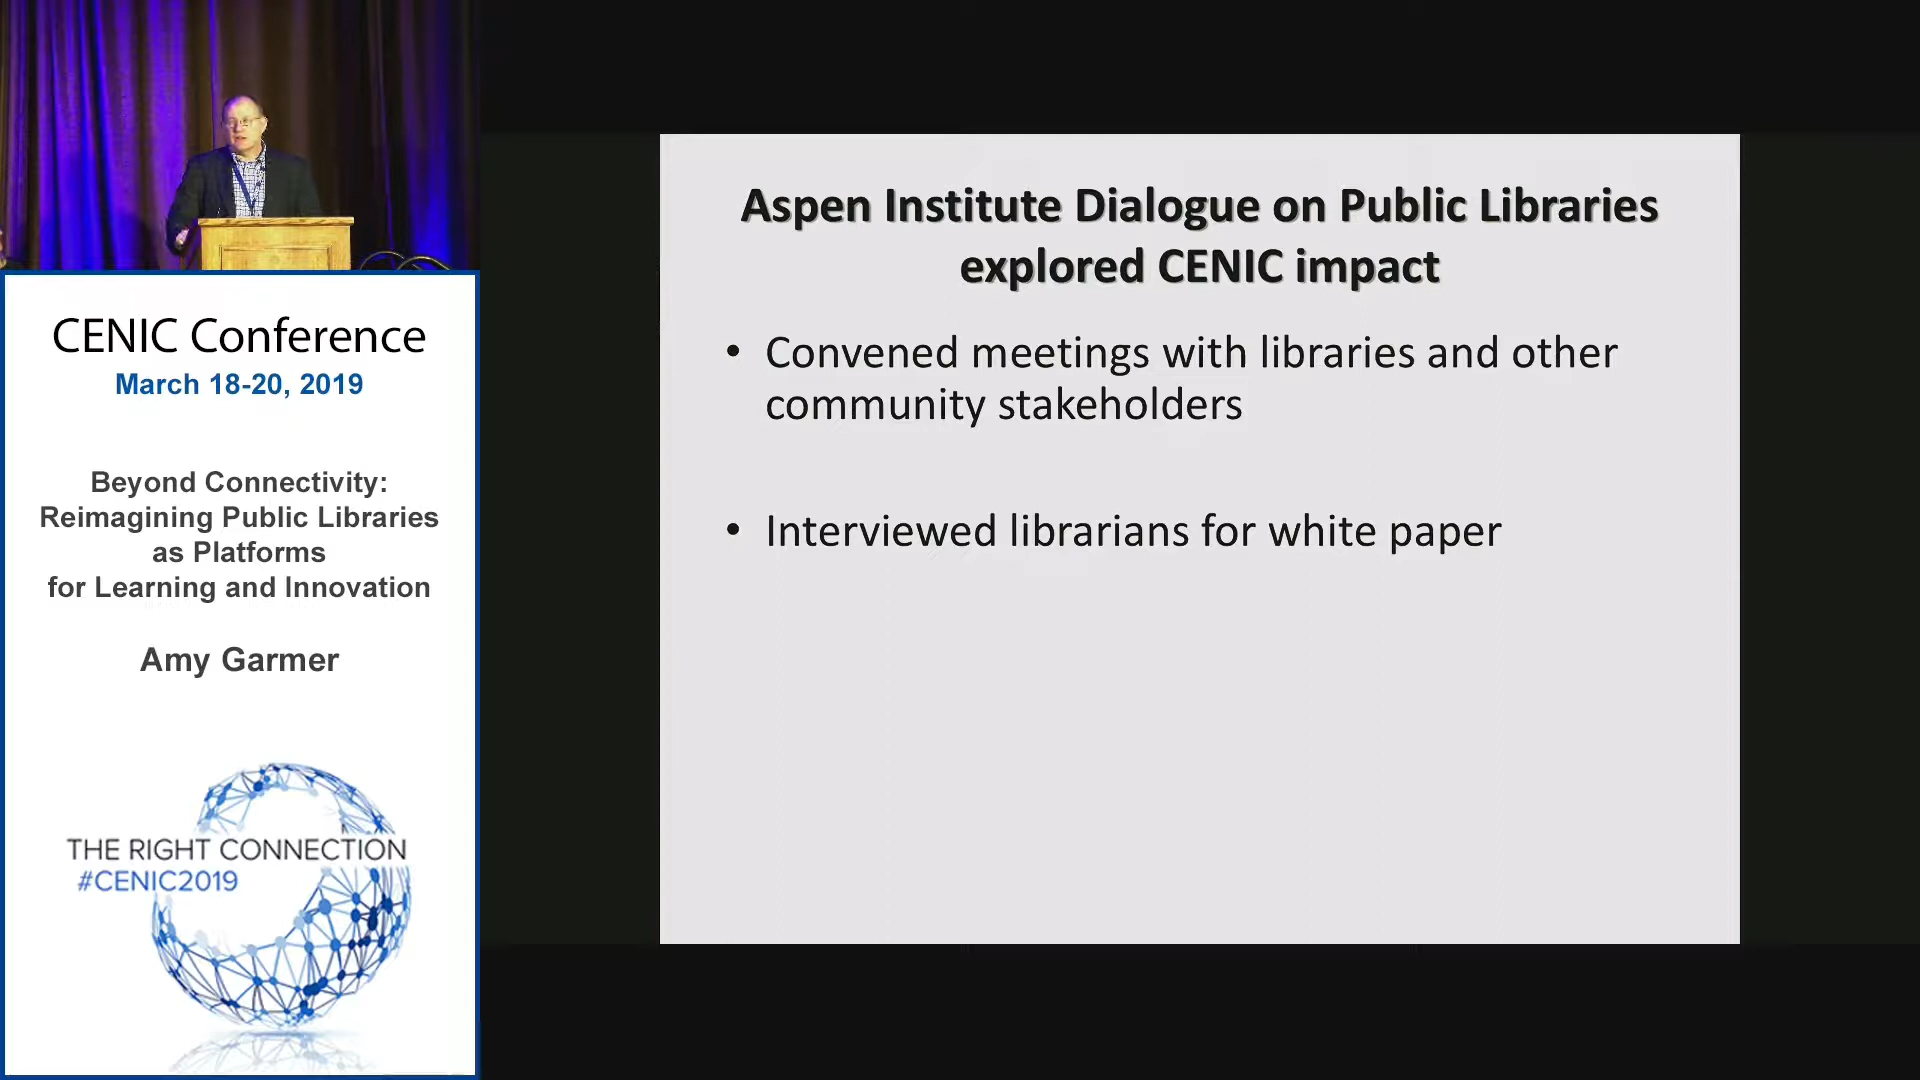 CENIC Conference
March 18-20, 2019
Beyond Connectivity:
Reimagining Public Libraries
as Platforms
for Learning and Innovation
Amy Garmer
THE RIGHT CONNECTION
#CENIC2019
Aspen Institute Dialogue on Public Libraries
explored CENIC impact
• Convened meetings with libraries and other
community stakeholders
• Interviewed librarians for white paper